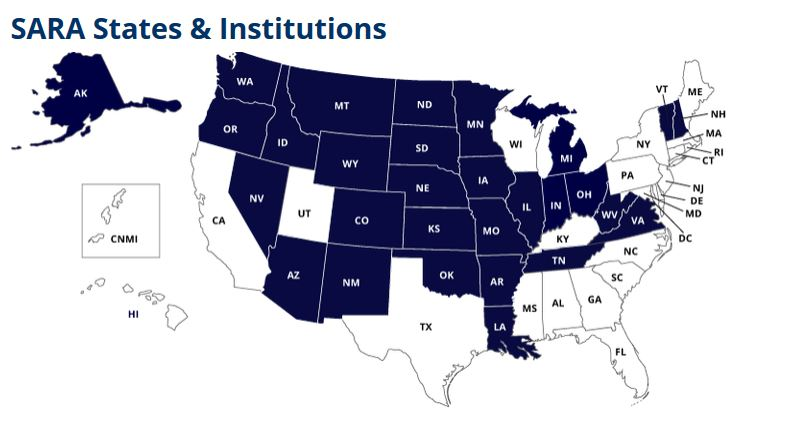 SARA States & Institutions
AK
WA
MT
ND
MN
VT
ME
NH
MA
RI
CT
NJ
DE
MD
DC
OR
ID
WY
SD
WI
MI
NY
PA
NE
IA
IL
IN
OH
WV
VA
CNMI
CA
NV
UT
CO
KS
MO
KY
TN
NC
SC
HI
AZ
NM
OK
AR
MS
AL
GA
TX
LA
FL